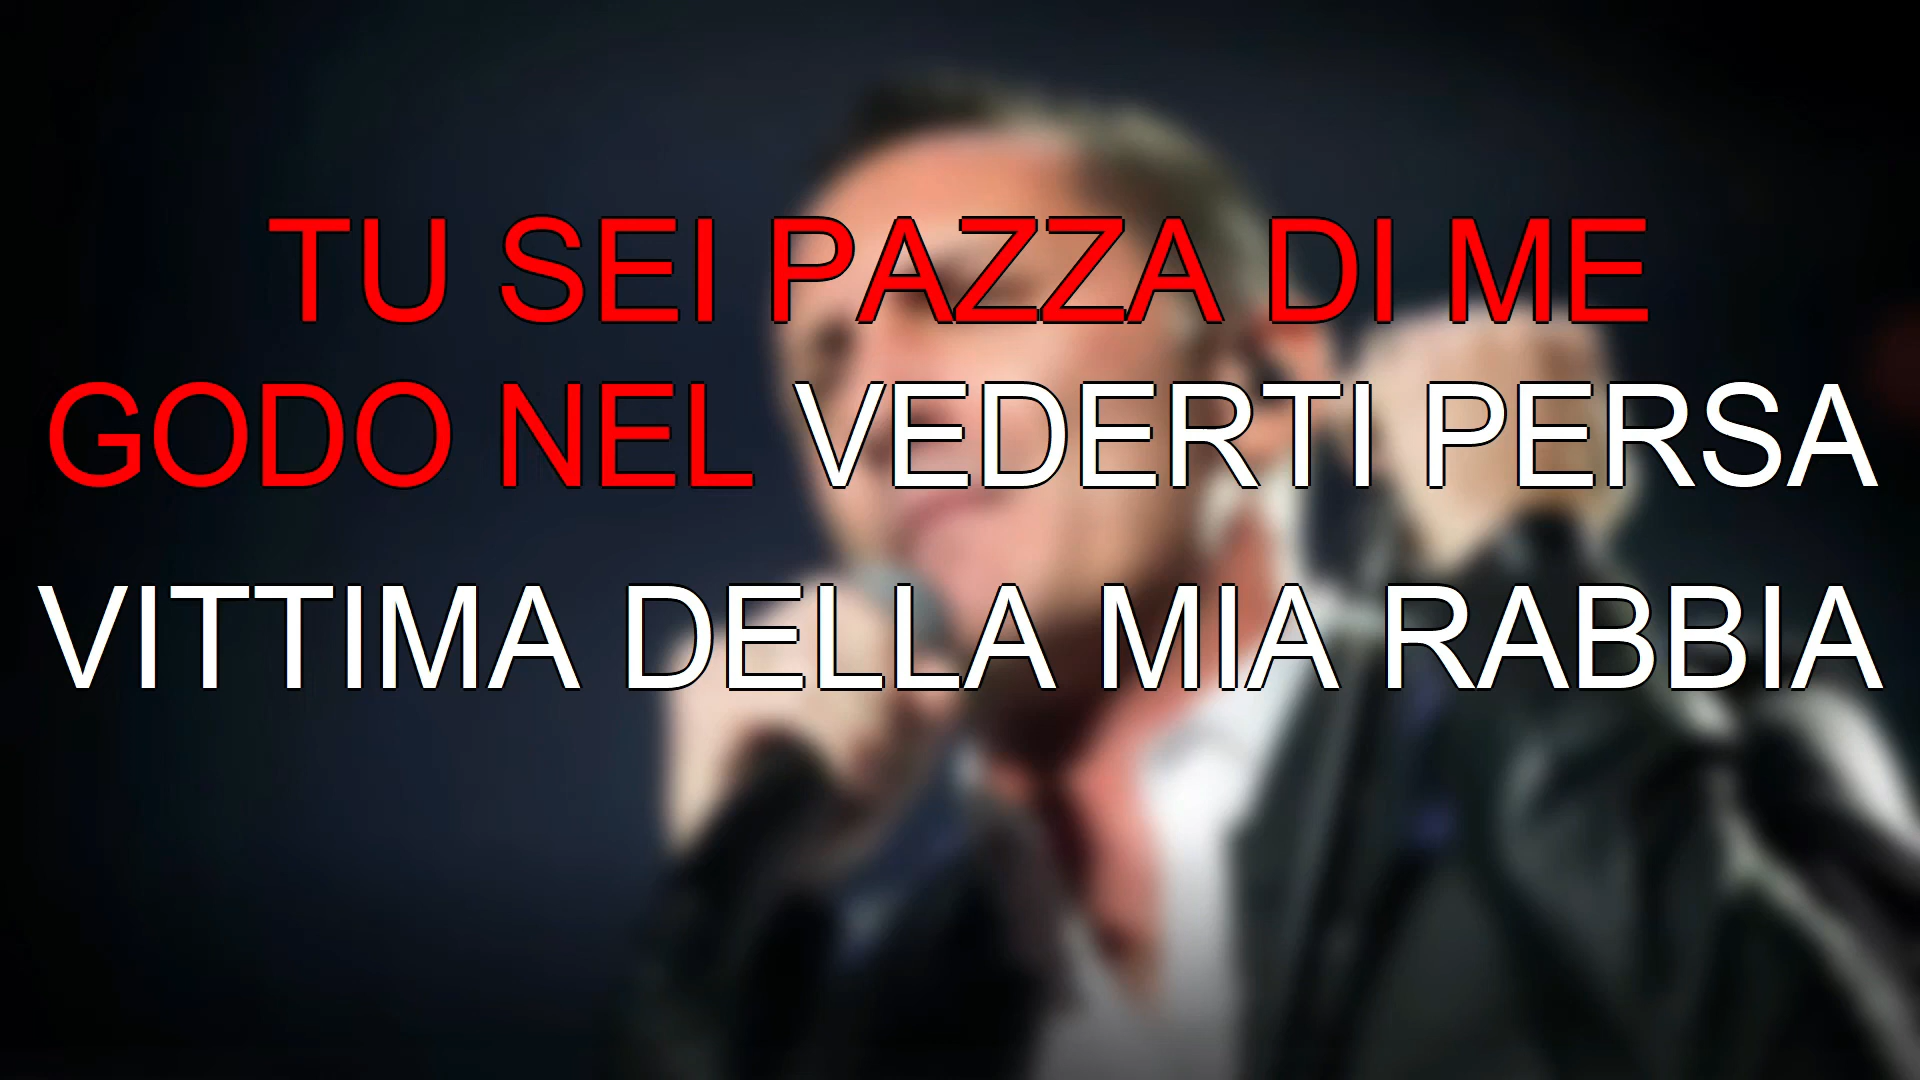 TU SEI PAZZA DI ME
GODO NEL VEDERTI PERSA
VITTIMA DELLA MIA RABBIA